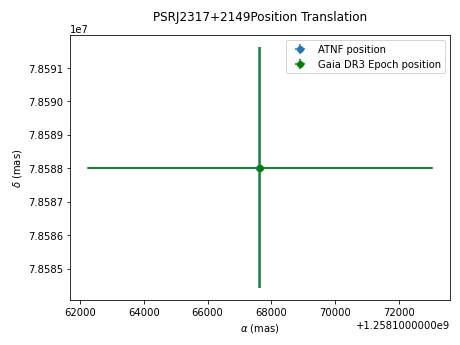 PSRJ2317+2149Position Translation
1e7
ATNF position
Gaia DR3 Epoch position
7.8591
7.8590
7.8589
7.8588
7.8587
7.8586
7.8585
δ (mas)
62000 64000 66000 68000 70000 72000
α (mas)
+1.2581000000e9